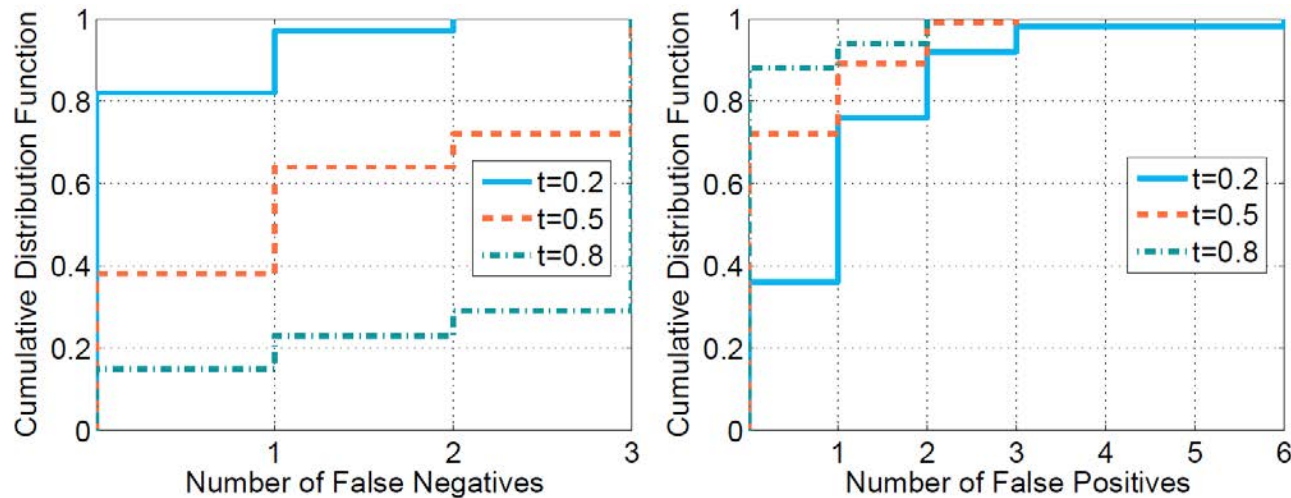 Cumulative Distribution Function
1
0.8
0.6
0.4
0.2
0
1
2
3
Number of False Negatives
t=0.2
t=0.5
t=0.8
Cumulative Distribution Function
1
0.8
0.6
0.4
0.2
0
1
2
3
4
5
6
Number of False Positives
t=0.2
t=0.5
t=0.8